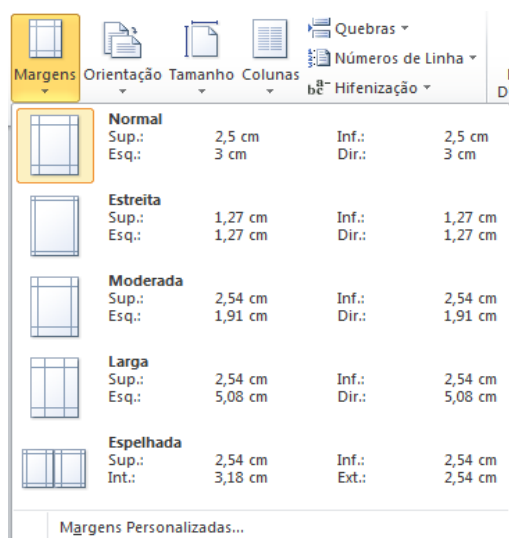 Margens Orientação Tamanho Colunas
Quebras
Números de Linha
Hifenização
Normal
Sup.: 2,5 cm Inf.: 2,5 cm
Esq.: 3 cm Dir.: 3 cm
Estreita
Sup.: 1,27 cm Inf.: 1,27 cm
Esq.: 1,27 cm Dir.: 1,27 cm
Moderada
Sup.: 2,54 cm Inf.: 2,54 cm
Esq.: 1,91 cm Dir.: 1,91 cm
Larga
Sup.: 2,54 cm Inf.: 2,54 cm
Esq.: 5,08 cm Dir.: 5,08 cm
Espelhada
Sup.: 2,54 cm Inf.: 2,54 cm
Int.: 3,18 cm Ext.: 2,54 cm
Margens Personalizadas...